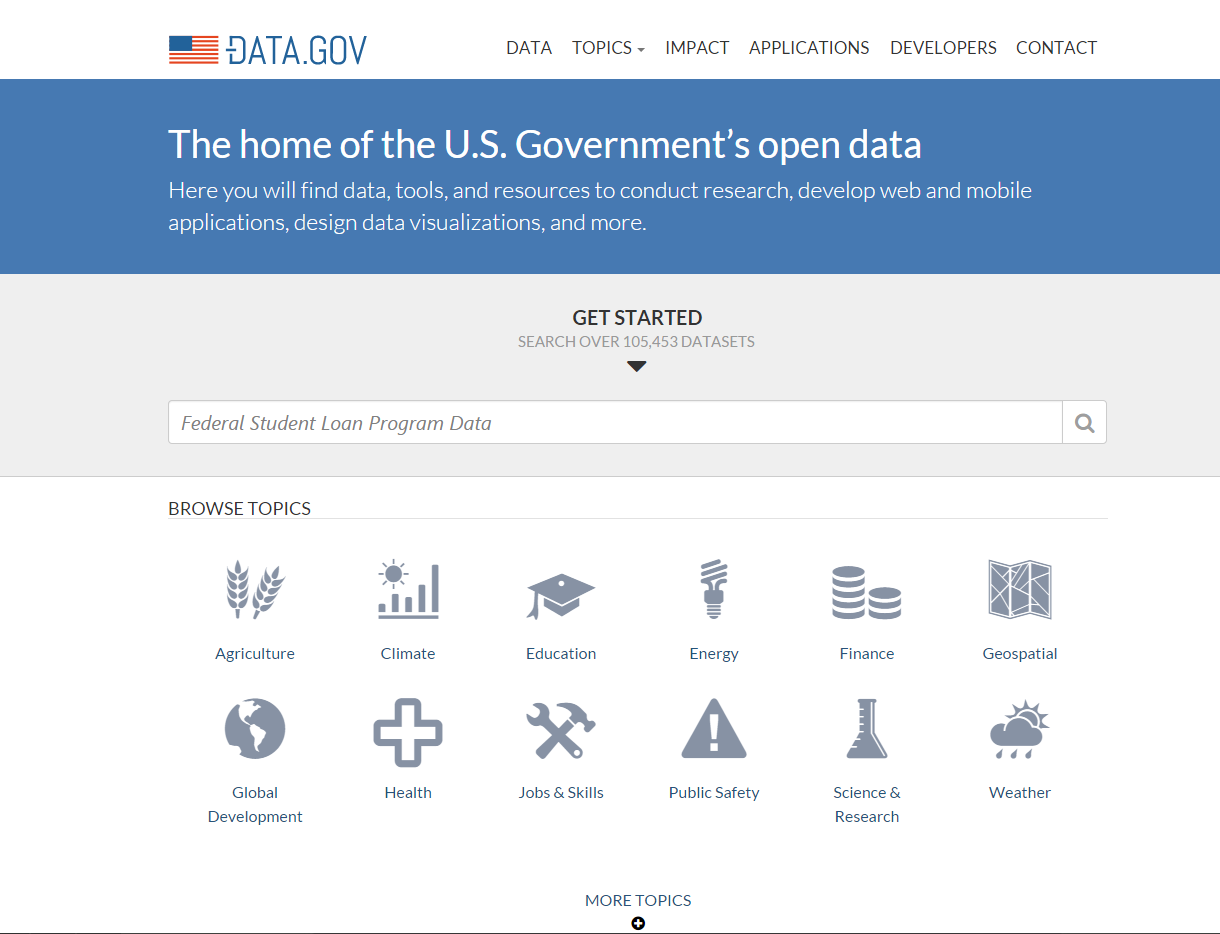 DATA.GOV
DATA TOPICS IMPACT APPLICATIONS DEVELOPERS CONTACT
The home of the U.S. Government’s open data
Here you will find data, tools, and resources to conduct research, develop web and mobile
applications, design data visualizations, and more.
GET STARTED
SEARCH OVER 105,453 DATASETS
Federal Student Loan Program Data
BROWSE TOPICS
Agriculture Climate Education Energy Finance Geospatial
Global Health Jobs & Skills Public Safety Science & Weather
Development Research
MORE TOPICS